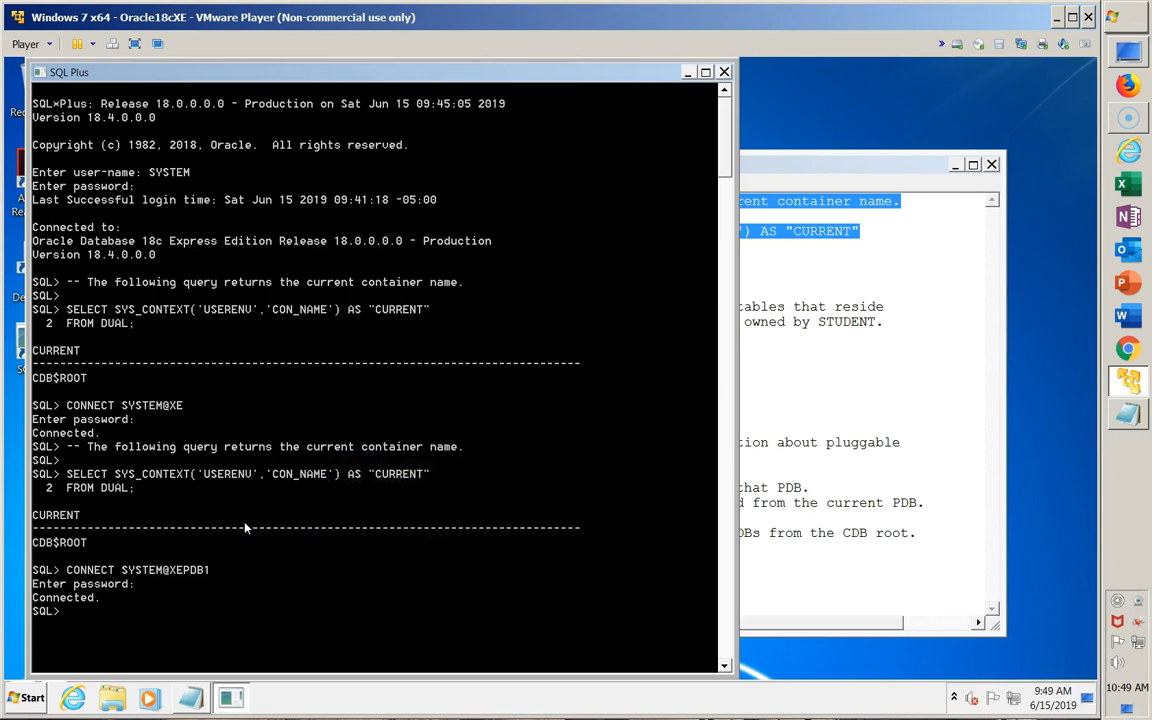 Windows 7 x64 - Oracle18cXE - VMware Player (Non-commercial use only)
Player
SQL Plus
SQL*Plus: Release 18.0.0.0.0 - Production on Sat Jun 15 09:45:05 2019
Version 18.4.0.0.0
Copyright (c) 1982, 2018, Oracle.  All rights reserved.
Enter user-name: SYSTEM
Enter password:
Last Successful login time: Sat Jun 15 2019 09:41:18 -05:00
Connected to:
Oracle Database 18c Express Edition Release 18.0.0.0.0 - Production
Version 18.4.0.0.0
SQL> -- The following query returns the current container name.
SQL>
SQL> SELECT SYS_CONTEXT('USERENV','CON_NAME') AS "CURRENT"
  2  FROM DUAL;
CURRENT
--------------------------------------------------------------------------------
CDB$ROOT
SQL> CONNECT SYSTEM@XE
Enter password:
Connected.
SQL> -- The following query returns the current container name.
SQL>
SQL> SELECT SYS_CONTEXT('USERENV','CON_NAME') AS "CURRENT"
  2  FROM DUAL;
CURRENT
--------------------------------------------------------------------------------
CDB$ROOT
SQL> CONNECT SYSTEM@XEPDB1
Enter password:
Connected.
SQL>
rent container name.
') AS "CURRENT"
tables that reside
owned by STUDENT.
tion about pluggable
that PDB.
d from the current PDB.
DBs from the CDB root.
Start
9:49 AM
6/15/2019
10:49 AM